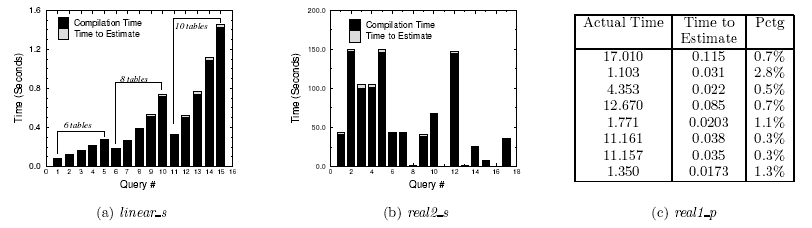 1.6
1.2
0.8
0.4
0.0
Time (Seconds)
Compilation Time
Time to Estimate
6 tables
8 tables
10 tables
0 1 2 3 4 5 6 7 8 9 10 11 12 13 14 15 16
Query #
(a) linear_s
200.0
150.0
100.0
50.0
0.0
Time (Seconds)
Compilation Time
Time to Estimate
0 2 4 6 8 10 12 14 16 18
Query #
(b) real2_s
Actual Time Time to Estimate Pctg
17.010 0.115 0.7%
1.103 0.031 2.8%
4.353 0.022 0.5%
12.670 0.085 0.7%
1.771 0.0203 1.1%
11.161 0.038 0.3%
11.157 0.035 0.3%
1.350 0.0173 1.3%
(c) real1_p